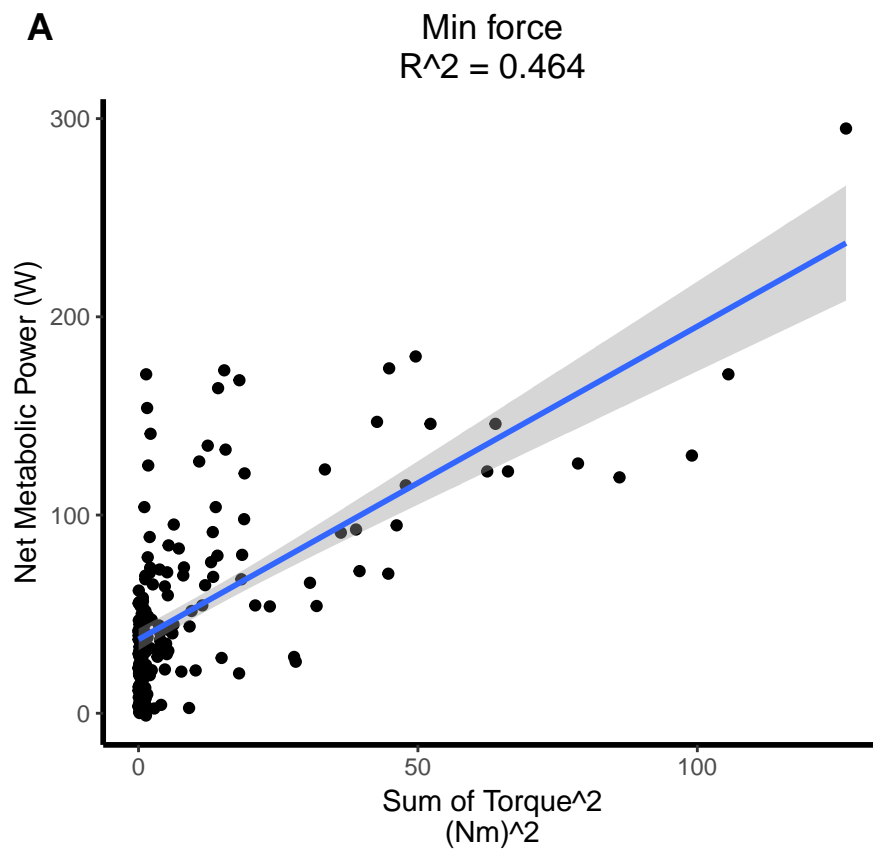 A
Min force
R^2 = 0.464
Net Metabolic Power (W)
300
200
100
0
0 50 100
Sum of Torque^2
(Nm)^2